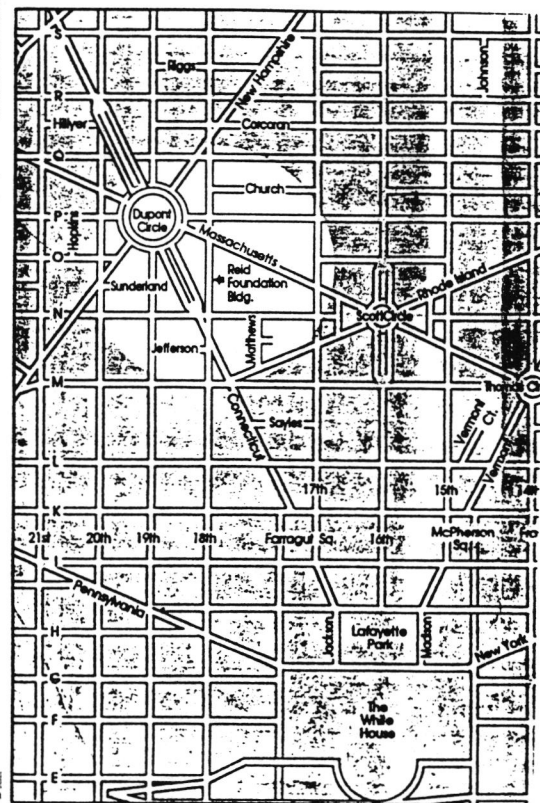 S
Riggs
New Hampshire
Johnson
R
Hillyer
Corcoran
Q
Church
P
Dupont
Circle
Hopkins
Massachusetts
O
Reid
Foundation
Bldg.
Sunderland
Rhode Island
N
Scott Circle
Matthews
Jefferson
M
Thomas
Connecticut
Sayles
Vermont
Ct.
Vermont
L
17th
15th
14th
K
21st
20th
19th
18th
Farragut Sq.
16th
McPherson
Sq.
I
Pennsylvania
H
Jackson
Lafayette
Park
Madison
New York
G
The
White
House
F
E